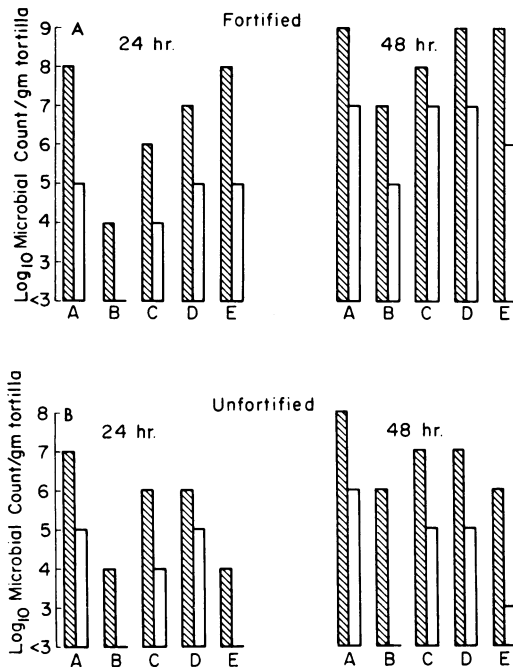 Fortified
A
24 hr.
48 hr.
Log10 Microbial Count/gm tortilla
9
8
7
6
5
4
3
<3
A B C D E
A B C D E
Unfortified
B
24 hr.
48 hr.
Log10 Microbial Count/gm tortilla
8
7
6
5
4
3
<3
A B C D E
A B C D E